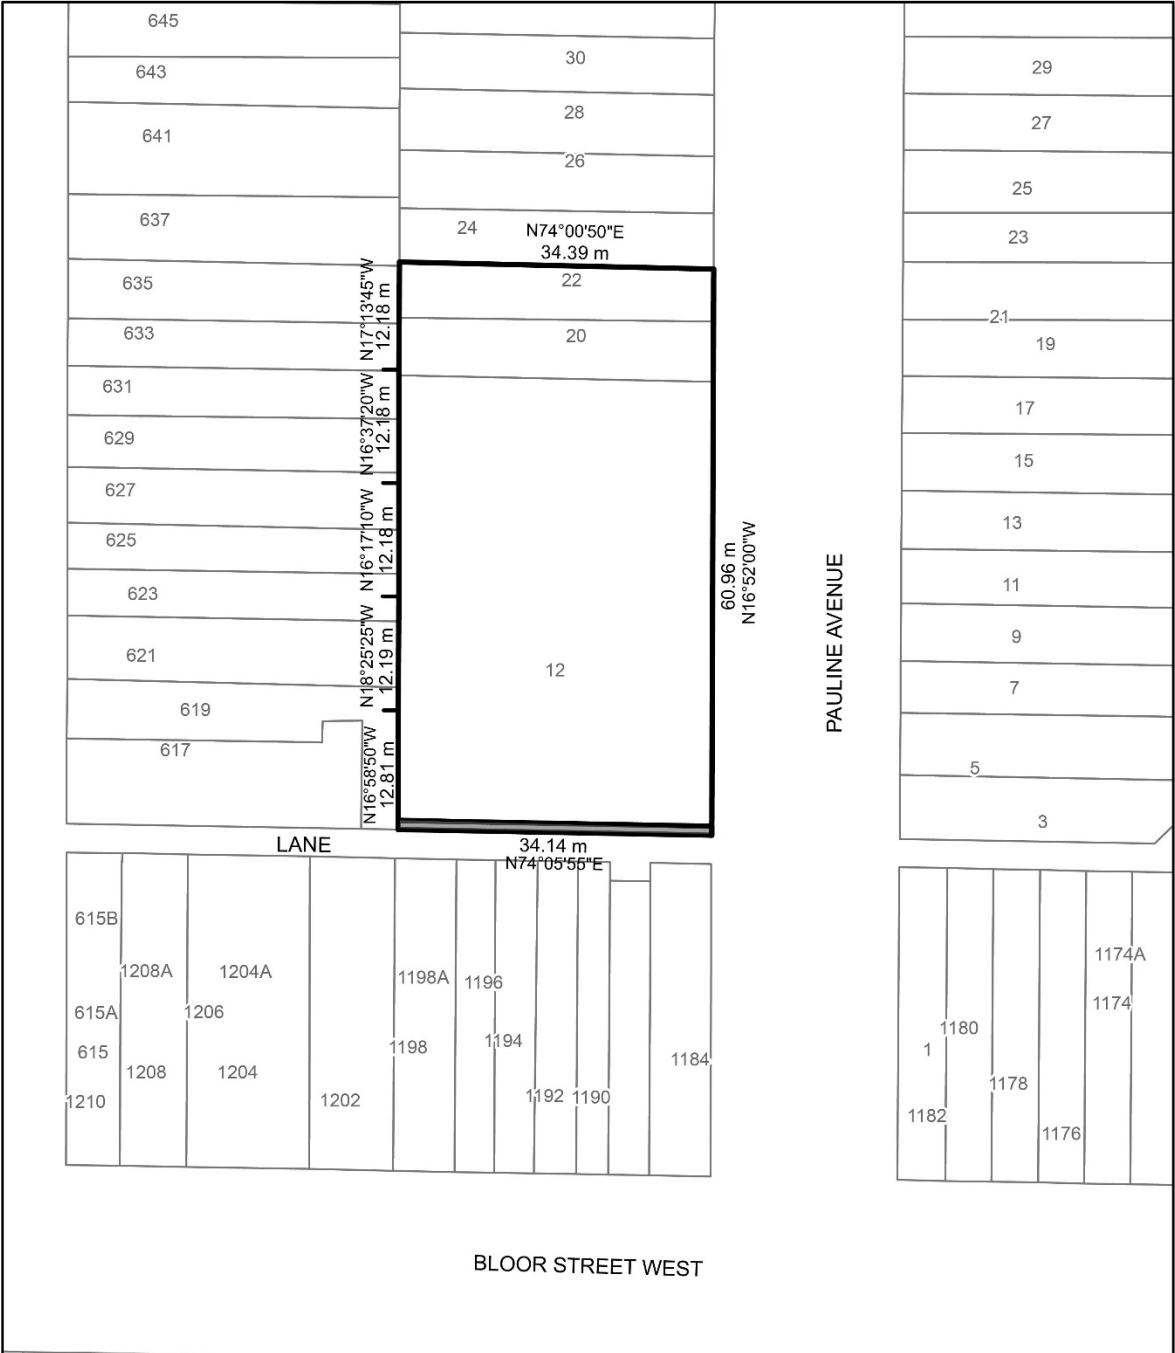 645
643
641
637
635
633
631
629
627
625
623
621
619
617
30
28
26
24
N74°00'50"E
34.39 m
22
20
12
N17°13'45"W
12.18 m
N16°37'20"W
12.18 m
N16°17'10"W
12.18 m
N18°25'25"W
12.19 m
N16°58'50"W
12.81 m
60.96 m
N16°52'00"W
PAULINE AVENUE
29
27
25
23
21
19
17
15
13
11
9
7
5
3
LANE
34.14 m
N74°05'55"E
615B
615A
615
1210
1208A
1208
1206
1204A
1204
1202
1198A
1198
1196
1194
1192
1190
1184
1
1182
1180
1178
1176
1174A
1174
BLOOR STREET WEST